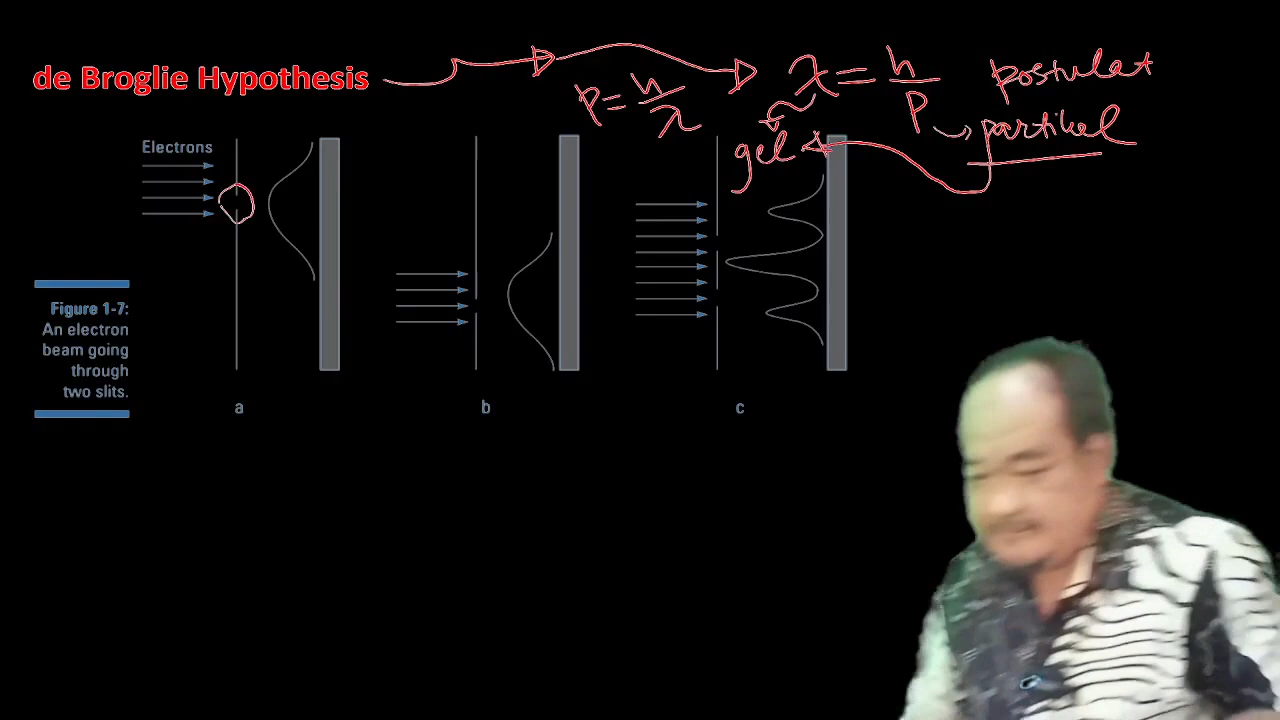 de Broglie Hypothesis
p = h/λ
λ = h/p
postulat
partikel
gel
Electrons
Figure 1-7:
An electron
beam going
through
two slits.
a
b
c